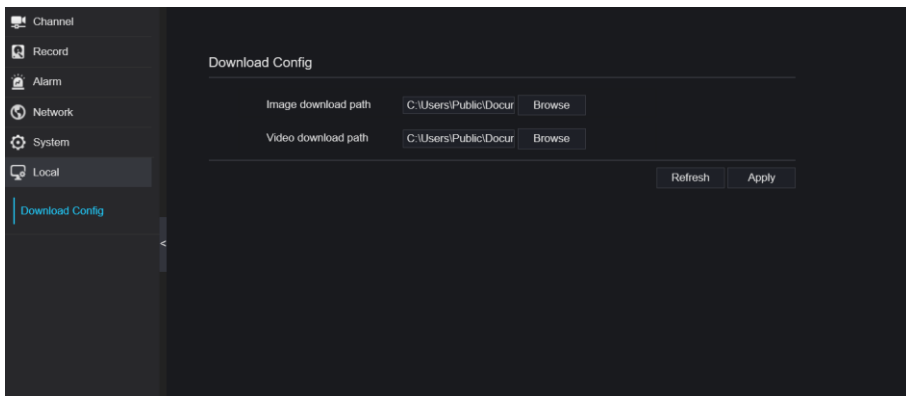 Channel
Record
Alarm
Network
System
Local
Download Config
<
Download Config
Image download path C:\Users\Public\Docur Browse
Video download path C:\Users\Public\Docur Browse
Refresh Apply